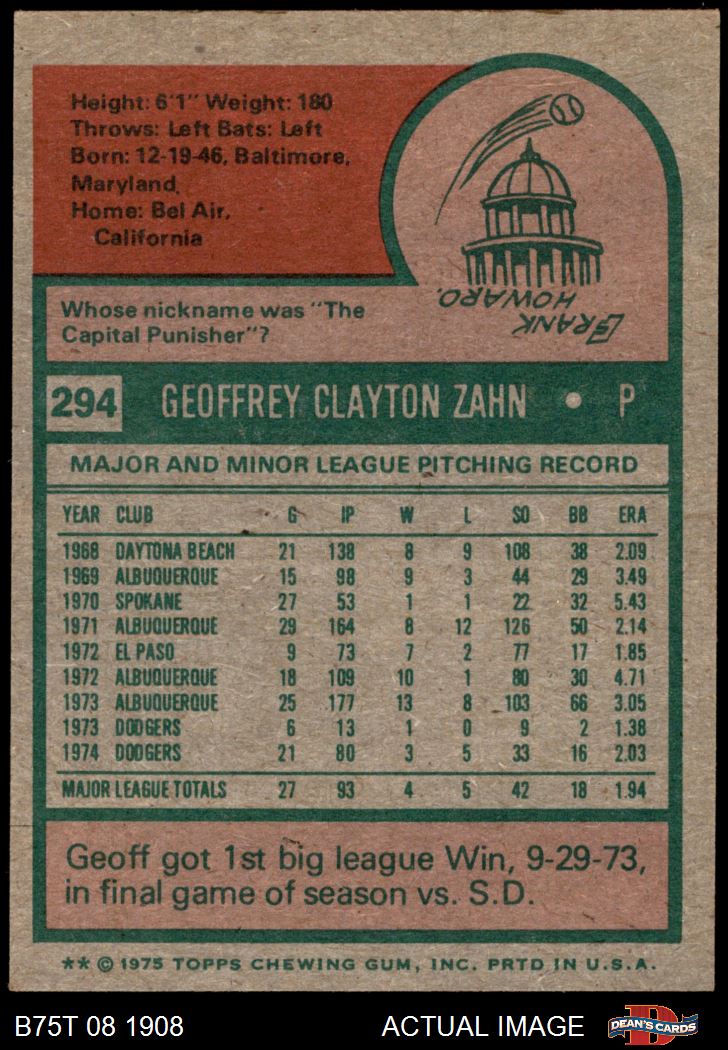 Height: 6'1" Weight: 180
Throws: Left Bats: Left
Born: 12-19-46, Baltimore,
Maryland.
Home: Bel Air,
California
FRANK
HOWARD.
Whose nickname was "The
Capital Punisher"?
294 GEOFFREY CLAYTON ZAHN • P
MAJOR AND MINOR LEAGUE PITCHING RECORD
YEAR CLUB G IP W L SO BB ERA
1968 DAYTONA BEACH 21 138 8 9 108 38 2.09
1969 ALBUQUERQUE 15 98 9 3 44 29 3.49
1970 SPOKANE 27 53 1 1 22 32 5.43
1971 ALBUQUERQUE 29 164 8 12 126 50 2.14
1972 EL PASO 9 73 7 2 77 17 1.85
1972 ALBUQUERQUE 18 109 10 1 80 30 4.71
1973 ALBUQUERQUE 25 177 13 8 103 66 3.05
1973 DODGERS 6 13 1 0 9 2 1.38
1974 DODGERS 21 80 3 5 33 16 2.03
MAJOR LEAGUE TOTALS 27 93 4 5 42 18 1.94
Geoff got 1st big league Win, 9-29-73,
in final game of season vs. S.D.
** © 1975 TOPPS CHEWING GUM, INC. PRTD IN U.S.A.
B75T 08 1908 ACTUAL IMAGE DEAN'S CARDS